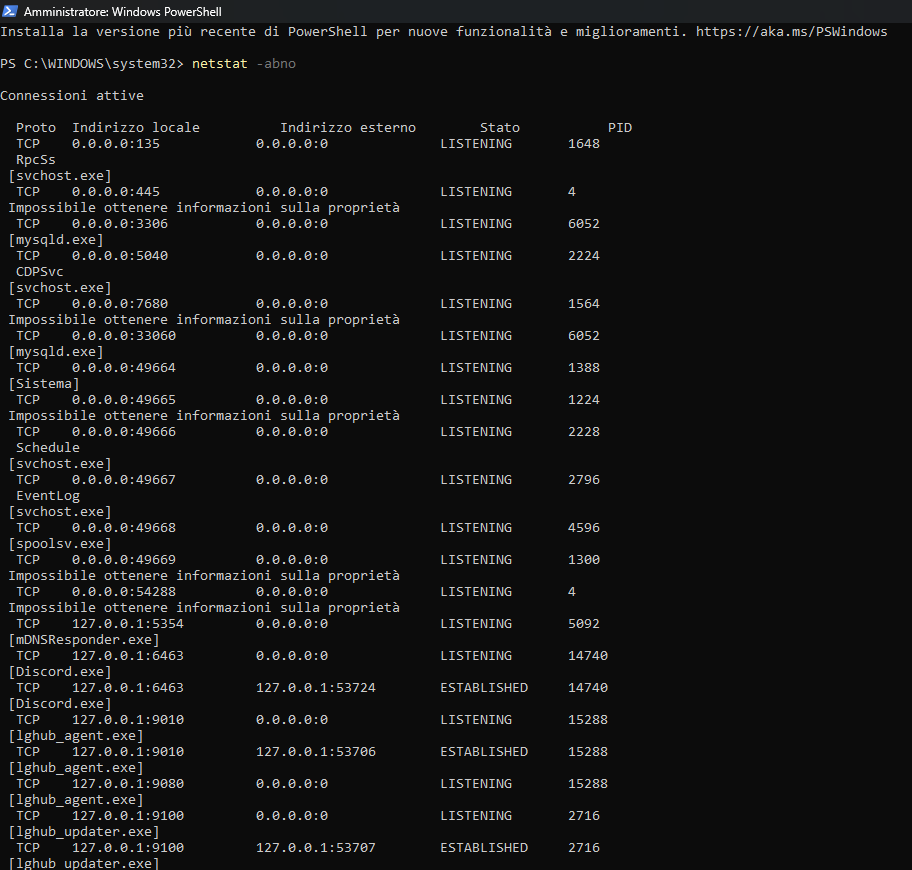 Amministratore: Windows PowerShell
Installa la versione più recente di PowerShell per nuove funzionalità e miglioramenti. https://aka.ms/PSWindows
PS C:\WINDOWS\system32> netstat -abno
Connessioni attive
Proto Indirizzo locale Indirizzo esterno Stato PID
TCP 0.0.0.0:135 0.0.0.0:0 LISTENING 1648
RpcSs
[svchost.exe]
TCP 0.0.0.0:445 0.0.0.0:0 LISTENING 4
Impossibile ottenere informazioni sulla proprietà
TCP 0.0.0.0:3306 0.0.0.0:0 LISTENING 6052
[mysqld.exe]
TCP 0.0.0.0:5040 0.0.0.0:0 LISTENING 2224
CDPSvc
[svchost.exe]
TCP 0.0.0.0:7680 0.0.0.0:0 LISTENING 1564
Impossibile ottenere informazioni sulla proprietà
TCP 0.0.0.0:33060 0.0.0.0:0 LISTENING 6052
[mysqld.exe]
TCP 0.0.0.0:49664 0.0.0.0:0 LISTENING 1388
[Sistema]
TCP 0.0.0.0:49665 0.0.0.0:0 LISTENING 1224
Impossibile ottenere informazioni sulla proprietà
TCP 0.0.0.0:49666 0.0.0.0:0 LISTENING 2228
Schedule
[svchost.exe]
TCP 0.0.0.0:49667 0.0.0.0:0 LISTENING 2796
EventLog
[svchost.exe]
TCP 0.0.0.0:49668 0.0.0.0:0 LISTENING 4596
[spoolsv.exe]
TCP 0.0.0.0:49669 0.0.0.0:0 LISTENING 1300
Impossibile ottenere informazioni sulla proprietà
TCP 0.0.0.0:54288 0.0.0.0:0 LISTENING 4
Impossibile ottenere informazioni sulla proprietà
TCP 127.0.0.1:5354 0.0.0.0:0 LISTENING 5092
[mDNSResponder.exe]
TCP 127.0.0.1:6463 0.0.0.0:0 LISTENING 14740
[Discord.exe]
TCP 127.0.0.1:6463 127.0.0.1:53724 ESTABLISHED 14740
[Discord.exe]
TCP 127.0.0.1:9010 0.0.0.0:0 LISTENING 15288
[lghub_agent.exe]
TCP 127.0.0.1:9010 127.0.0.1:53706 ESTABLISHED 15288
[lghub_agent.exe]
TCP 127.0.0.1:9080 0.0.0.0:0 LISTENING 15288
[lghub_agent.exe]
TCP 127.0.0.1:9100 0.0.0.0:0 LISTENING 2716
[lghub_updater.exe]
TCP 127.0.0.1:9100 127.0.0.1:53707 ESTABLISHED 2716
[lghub_updater.exe]